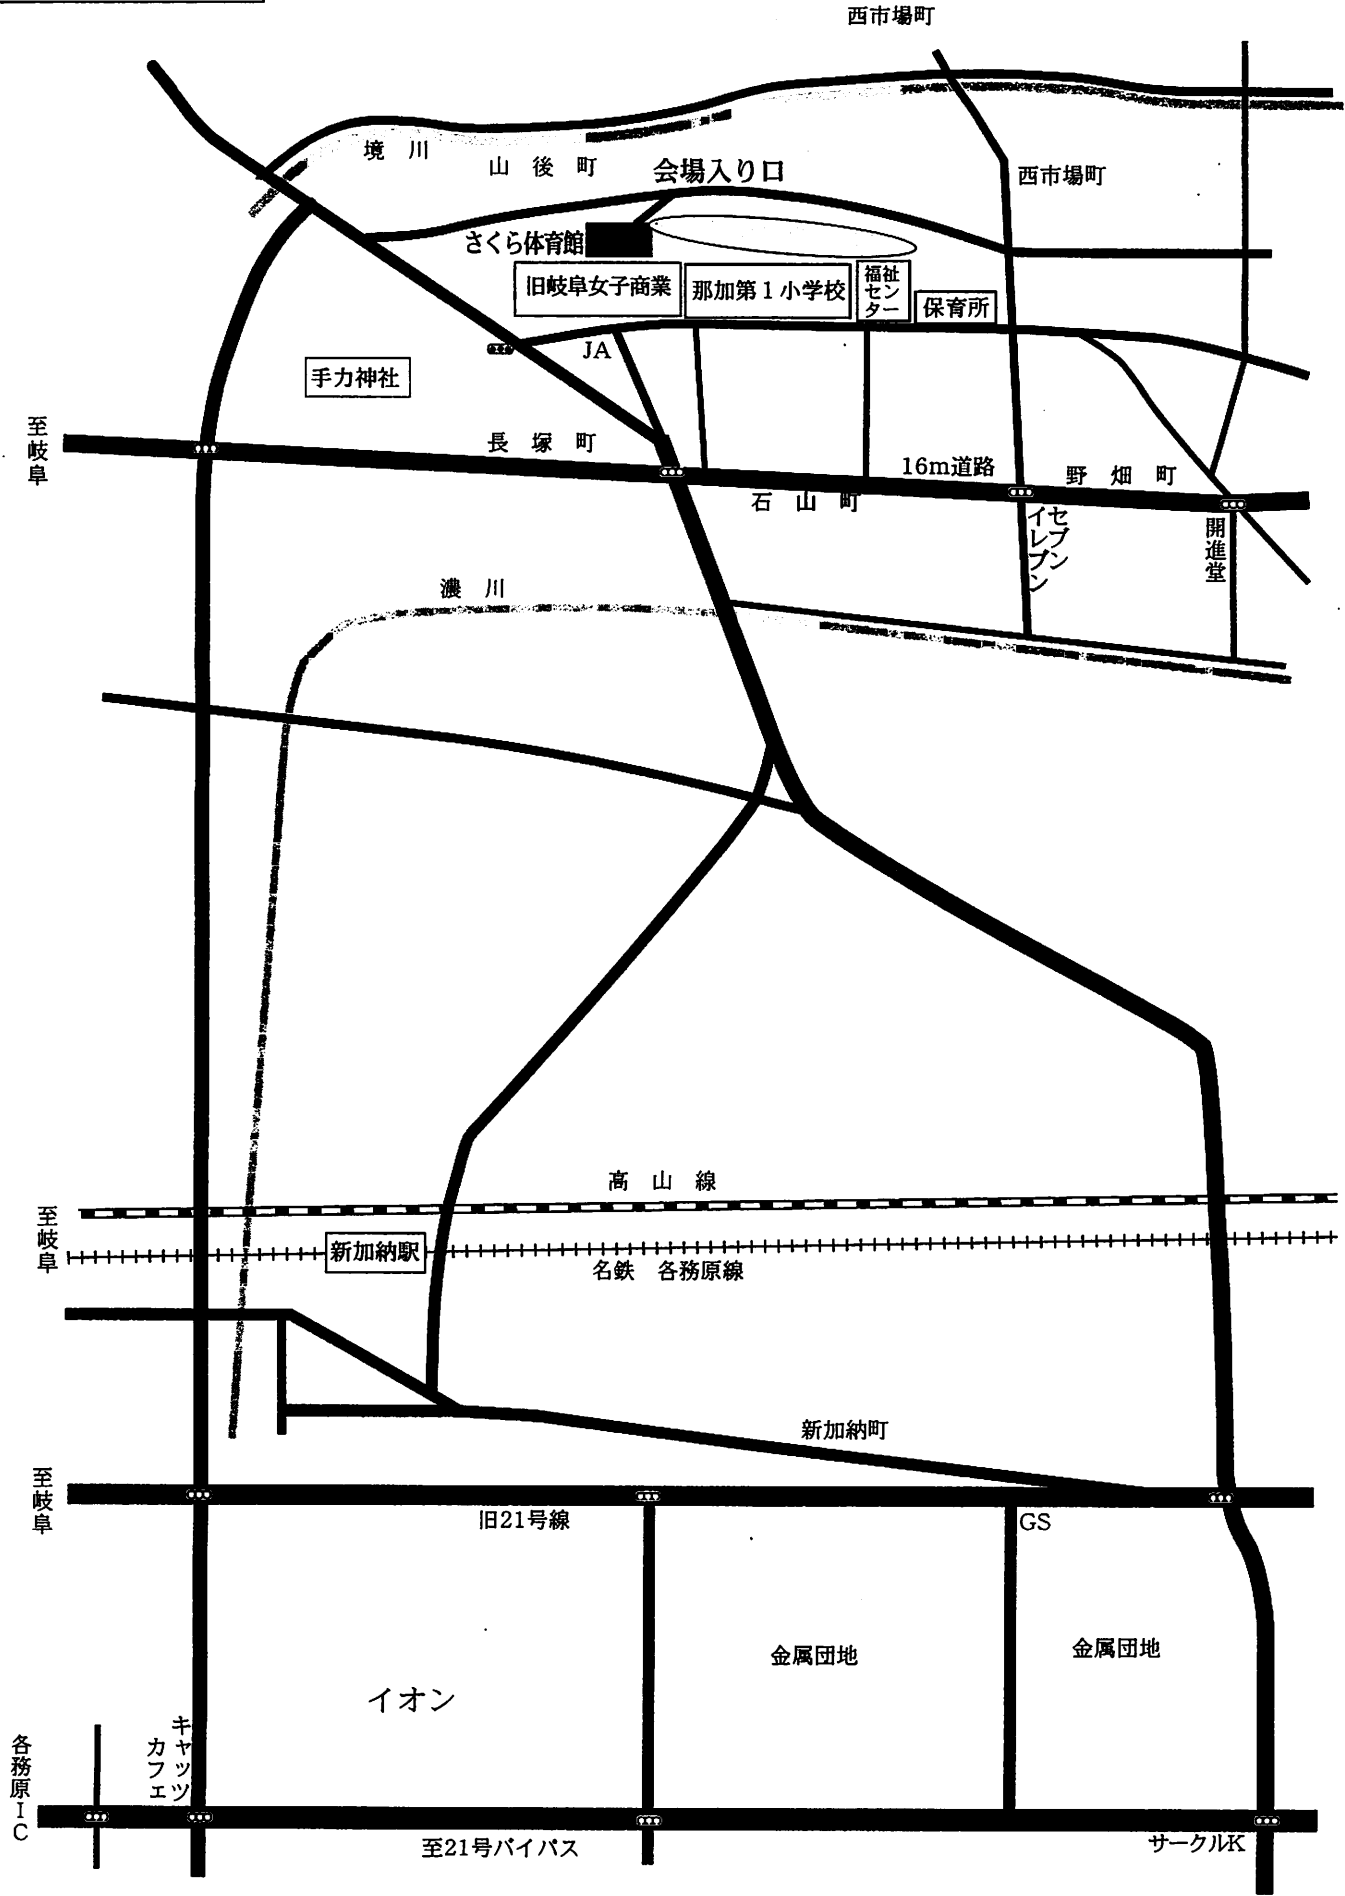 西市場町
境 川
山 後 町
会場入り口
西市場町
さくら体育館
旧岐阜女子商業
那加第1小学校
福祉
セン
ター
保育所
JA
手力神社
至岐阜
長 塚 町
16m道路
野 畑 町
石 山 町
セブン
イレブン
開進堂
濃 川
高 山 線
至岐阜
新加納駅
名鉄 各務原線
新加納町
至岐阜
旧21号線
GS
金属団地
金属団地
イオン
キャッツ
カフェ
各務原IC
至21号バイパス
サークルK